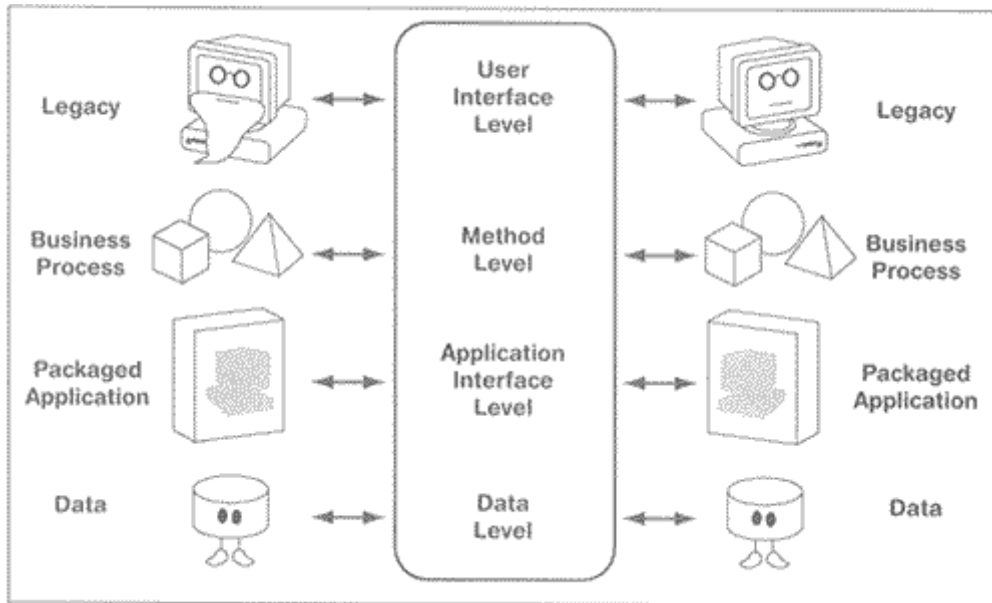 Legacy
User
Interface
Level
Legacy
Business
Process
Method
Level
Business
Process
Packaged
Application
Application
Interface
Level
Packaged
Application
Data
Data
Level
Data